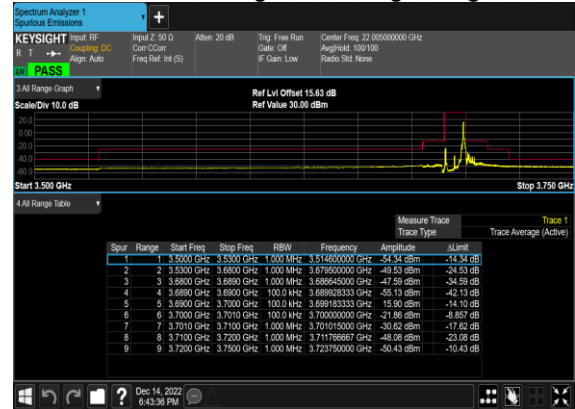 Spectrum Analyzer 1
Spurious Emissions
KEYSIGHT
R T
LXI PASS
Input: RF
Coupling: DC
Align: Auto
Input Z: 50 Ω
Corr CCorr
Freq Ref: Int (S)
Atten: 20 dB
Trig: Free Run
Gate: Off
IF Gain: Low
Center Freq: 22.005000000 GHz
Avg|Hold: 100/100
Radio Std: None
3 All Range Graph
Scale/Div 10.0 dB
Ref Lvl Offset 15.63 dB
Ref Value 30.00 dBm
20.0
0.00
-20.0
-40.0
-60.0
Start 3.500 GHz
Stop 3.750 GHz
4 All Range Table
Measure Trace Trace 1
Trace Type Trace Average (Active)
Spur Range Start Freq Stop Freq RBW Frequency Amplitude ΔLimit
1 1 3.5000 GHz 3.5300 GHz 1.000 MHz 3.514600000 GHz -54.34 dBm -14.34 dB
2 2 3.5300 GHz 3.6800 GHz 1.000 MHz 3.679500000 GHz -49.53 dBm -24.53 dB
3 3 3.6800 GHz 3.6890 GHz 1.000 MHz 3.686645000 GHz -47.59 dBm -34.59 dB
4 4 3.6890 GHz 3.6900 GHz 100.0 kHz 3.689928333 GHz -55.13 dBm -42.13 dB
5 5 3.6900 GHz 3.7000 GHz 100.0 kHz 3.699183333 GHz 15.90 dBm -14.10 dB
6 6 3.7000 GHz 3.7010 GHz 100.0 kHz 3.700000000 GHz -21.86 dBm -8.857 dB
7 7 3.7010 GHz 3.7100 GHz 1.000 MHz 3.701015000 GHz -30.62 dBm -17.62 dB
8 8 3.7100 GHz 3.7200 GHz 1.000 MHz 3.711766667 GHz -48.08 dBm -23.08 dB
9 9 3.7200 GHz 3.7500 GHz 1.000 MHz 3.723750000 GHz -50.43 dBm -10.43 dB
?
Dec 14, 2022
6:43:36 PM